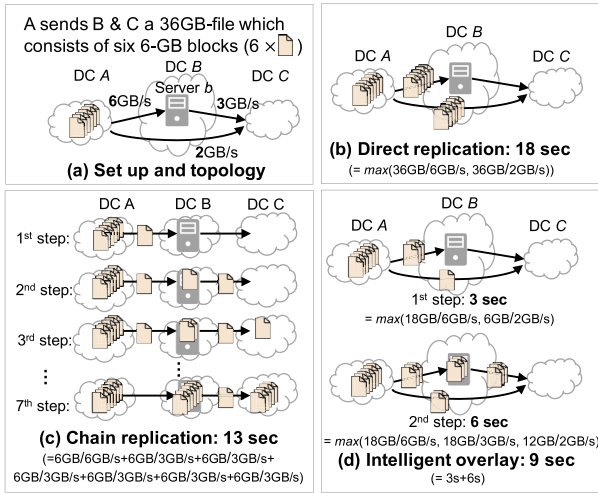 A sends B & C a 36GB-file which
consists of six 6-GB blocks (6 × )
DC A
DC B
DC C
Server b
6GB/s
3GB/s
2GB/s
(a) Set up and topology
DC A
DC B
DC C
(b) Direct replication: 18 sec
(= max(36GB/6GB/s, 36GB/2GB/s))
DC A DC B DC C
1st step:
2nd step:
3rd step:
⋮
⋮
7th step:
(c) Chain replication: 13 sec
(=6GB/6GB/s+6GB/3GB/s+6GB/3GB/s+
6GB/3GB/s+6GB/3GB/s+6GB/3GB/s+6GB/3GB/s)
DC A
DC B
DC C
1st step: 3 sec
= max(18GB/6GB/s, 6GB/2GB/s)
2nd step: 6 sec
= max(18GB/6GB/s, 18GB/3GB/s, 12GB/2GB/s)
(d) Intelligent overlay: 9 sec
(= 3s+6s)